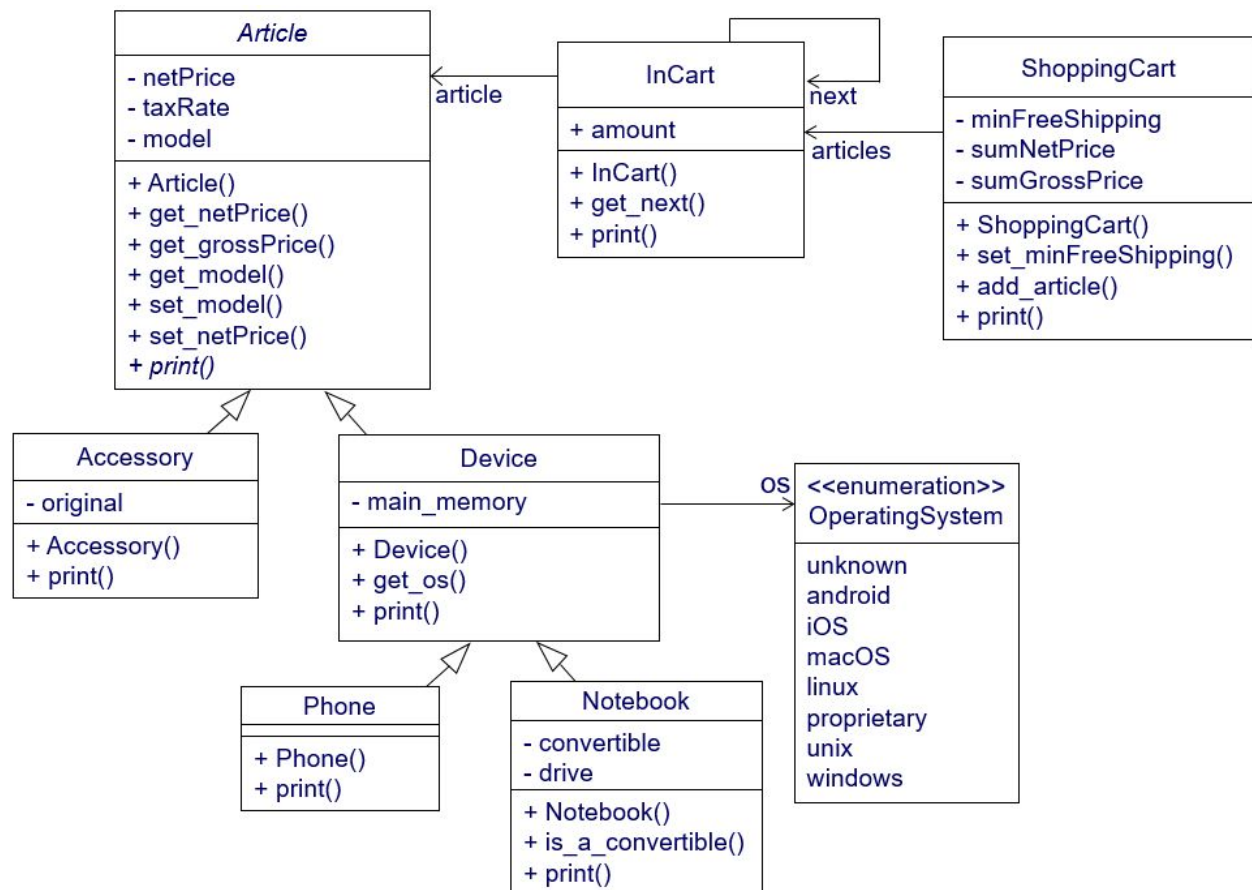 Article
- netPrice
- taxRate
- model
+ Article()
+ get_netPrice()
+ get_grossPrice()
+ get_model()
+ set_model()
+ set_netPrice()
+ print()
article
InCart
+ amount
+ InCart()
+ get_next()
+ print()
next
articles
ShoppingCart
- minFreeShipping
- sumNetPrice
- sumGrossPrice
+ ShoppingCart()
+ set_minFreeShipping()
+ add_article()
+ print()
Accessory
- original
+ Accessory()
+ print()
Device
- main_memory
+ Device()
+ get_os()
+ print()
os
<<enumeration>>
OperatingSystem
unknown
android
iOS
macOS
linux
proprietary
unix
windows
Phone
+ Phone()
+ print()
Notebook
- convertible
- drive
+ Notebook()
+ is_a_convertible()
+ print()